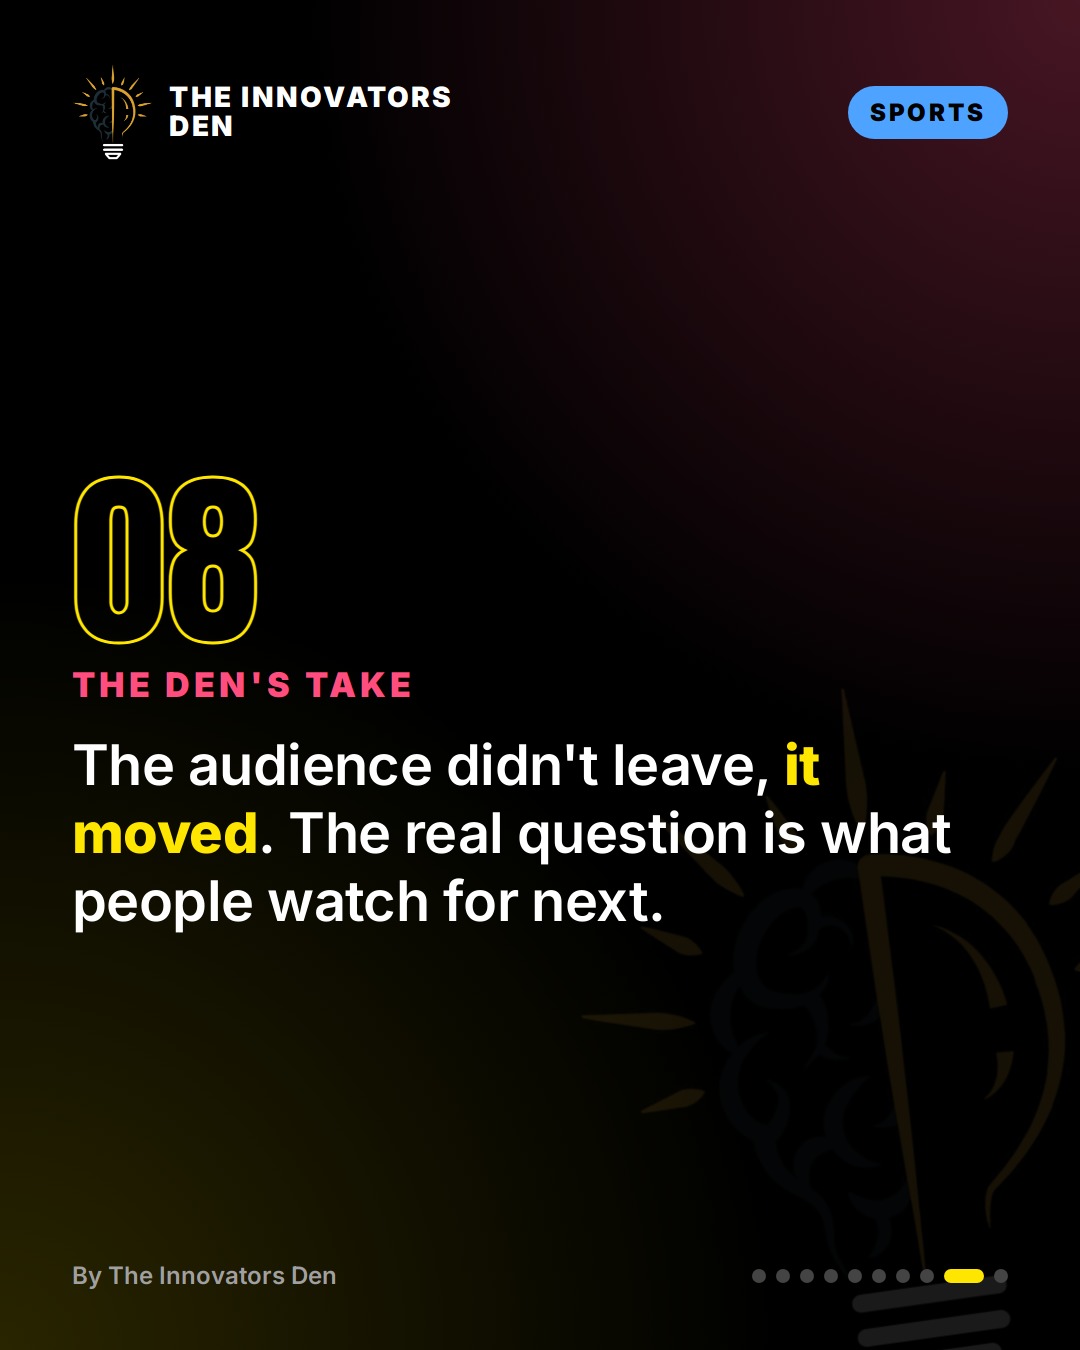 THE INNOVATORS
DEN
SPORTS
08
THE DEN'S TAKE
The audience didn't leave, it
moved. The real question is what
people watch for next.
By The Innovators Den